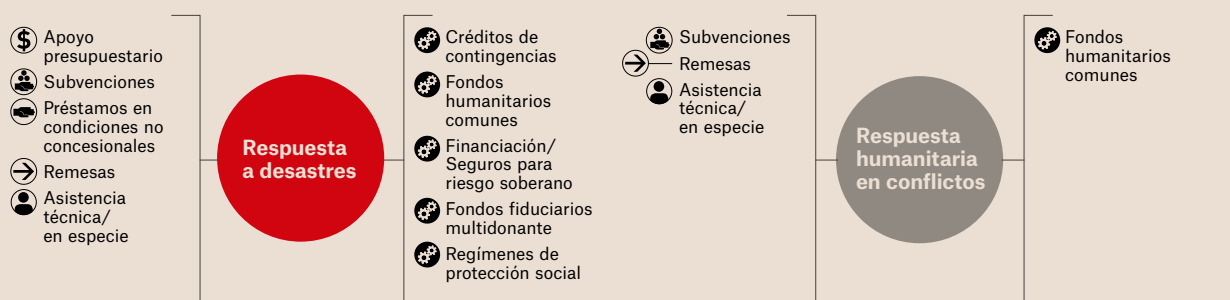 $
Apoyo
presupuestario
Subvenciones
Préstamos en
condiciones no
concesionales
Remesas
Asistencia
técnica/
en especie
Respuesta
a desastres
Créditos de
contingencias
Fondos
humanitarios
comunes
Financiación/
Seguros para
riesgo soberano
Fondos fiduciarios
multidonante
Regímenes de
protección social
Subvenciones
Remesas
Asistencia
técnica/
en especie
Respuesta
humanitaria
en conflictos
Fondos
humanitarios
comunes